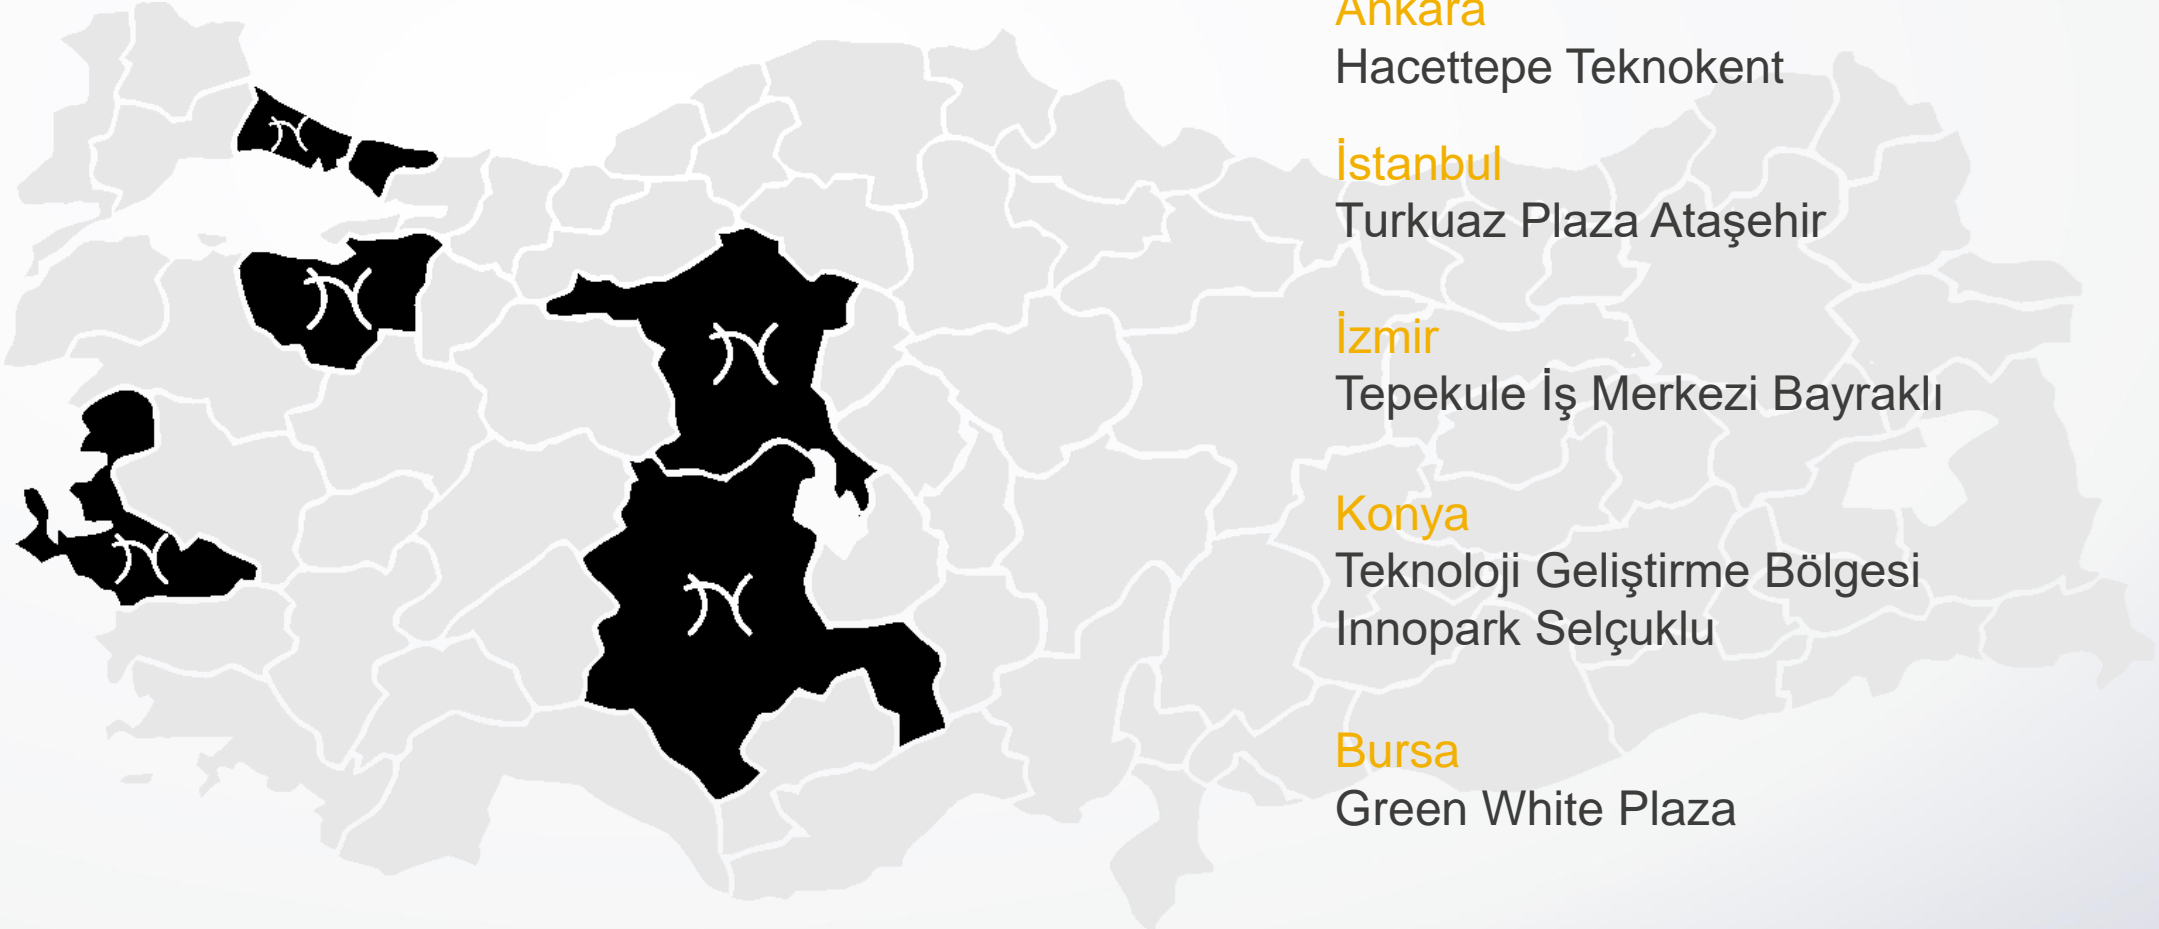 Ankara
Hacettepe Teknokent
İstanbul
Turkuaz Plaza Ataşehir
İzmir
Tepekule İş Merkezi Bayraklı
Konya
Teknoloji Geliştirme Bölgesi
Innopark Selçuklu
Bursa
Green White Plaza